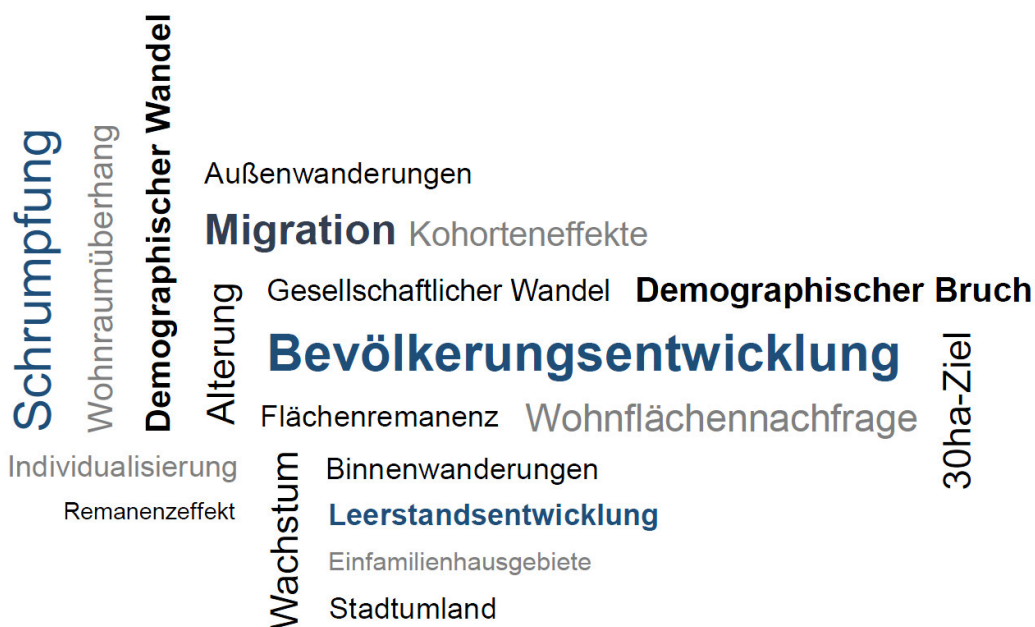 Schrumpfung
Wohnraumüberhang
Demographischer Wandel
Außenwanderungen
Migration Kohorteneffekte
Alterung
Gesellschaftlicher Wandel Demographischer Bruch
Bevölkerungsentwicklung
30ha-Ziel
Flächenremanenz Wohnflächennachfrage
Individualisierung
Remanenzeffekt
Wachstum
Binnenwanderungen
Leerstandsentwicklung
Einfamilienhausgebiete
Stadtumland